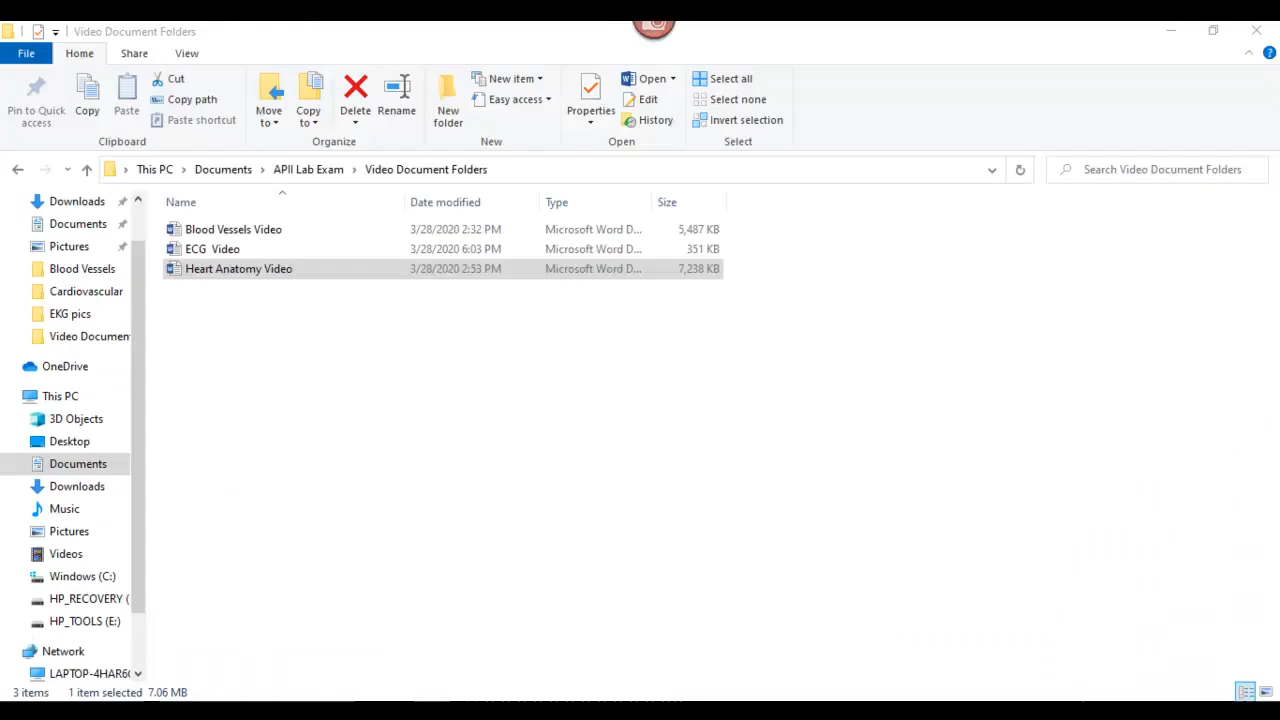 Video Document Folders
File Home Share View
Pin to Quick access
Copy
Paste
Cut
Copy path
Paste shortcut
Clipboard
Move to
Copy to
Delete
Rename
Organize
New folder
New item
Easy access
New
Properties
Open
Edit
History
Open
Select all
Select none
Invert selection
Select
This PC > Documents > APII Lab Exam > Video Document Folders
Search Video Document Folders
Name Date modified Type Size
Blood Vessels Video 3/28/2020 2:32 PM Microsoft Word D... 5,487 KB
ECG  Video 3/28/2020 6:03 PM Microsoft Word D... 351 KB
Heart Anatomy Video 3/28/2020 2:53 PM Microsoft Word D... 7,238 KB
Downloads
Documents
Pictures
Blood Vessels
Cardiovascular
EKG pics
Video Documen
OneDrive
This PC
3D Objects
Desktop
Documents
Downloads
Music
Pictures
Videos
Windows (C:)
HP_RECOVERY (
HP_TOOLS (E:)
Network
LAPTOP-4HAR6
3 items 1 item selected 7.06 MB